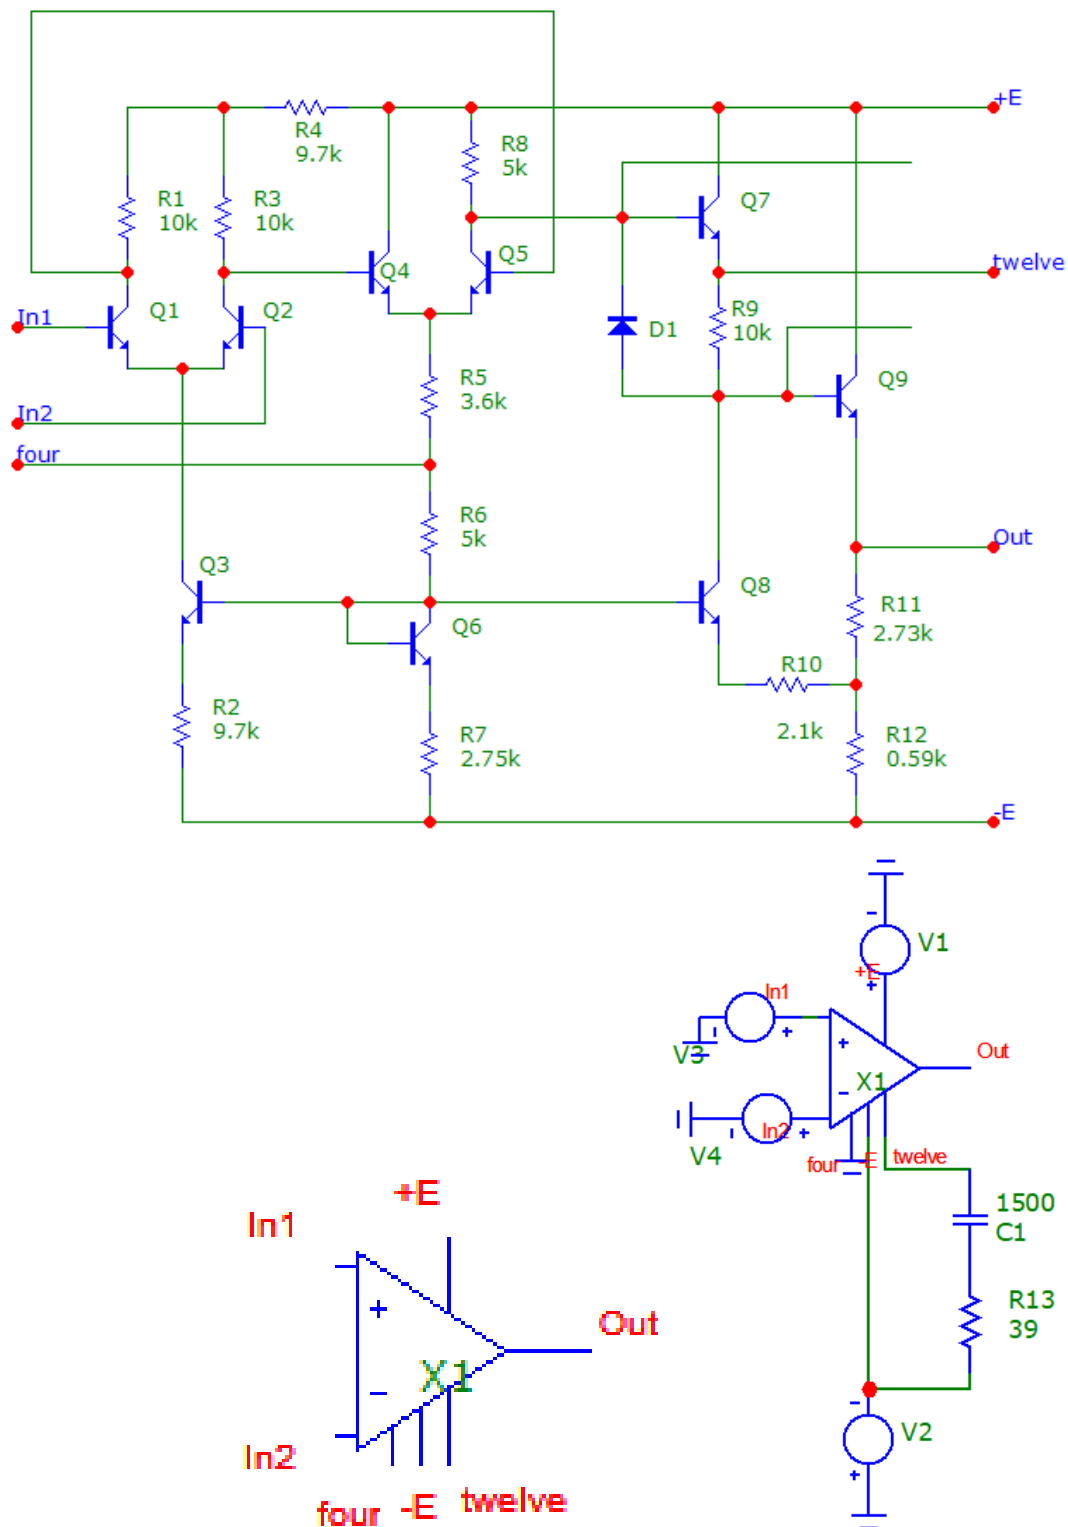 +E
R4
9.7k
R8
5k
R1
10k
R3
10k
Q7
Q4
Q5
twelve
In1
Q1
Q2
D1
R9
10k
R5
3.6k
Q9
In2
four
R6
5k
Out
Q3
Q8
Q6
R11
2.73k
R10
2.1k
R2
9.7k
R7
2.75k
R12
0.59k
-E
-
V1
+E
+
In1
-
+
V3
+
Out
X1
-
In2
-
+
V4
four
-E
twelve
1500
C1
R13
39
-
V2
+
+E
In1
+
Out
X1
-
In2
four
-E
twelve